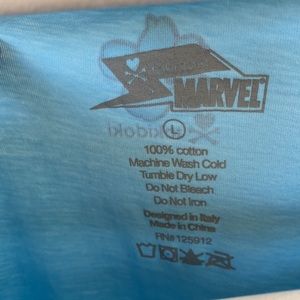 tokidoki
MARVEL
L
100% cotton
Machine Wash Cold
Tumble Dry Low
Do Not Bleach
Do Not Iron
Designed in Italy
Made in China
RN# 125912